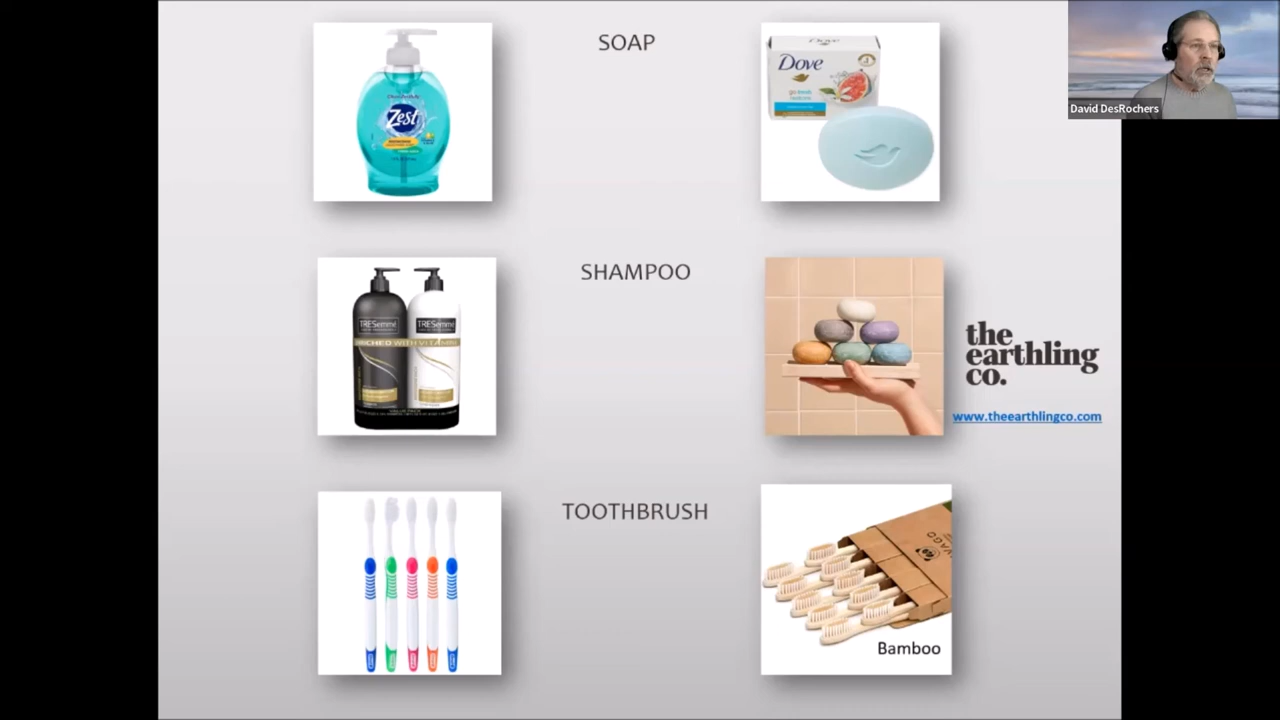 SOAP
Zest
Dove
David DesRochers
SHAMPOO
TRESemmé
TRESemmé
the
earthling
co.
www.theearthlingco.com
TOOTHBRUSH
Bamboo